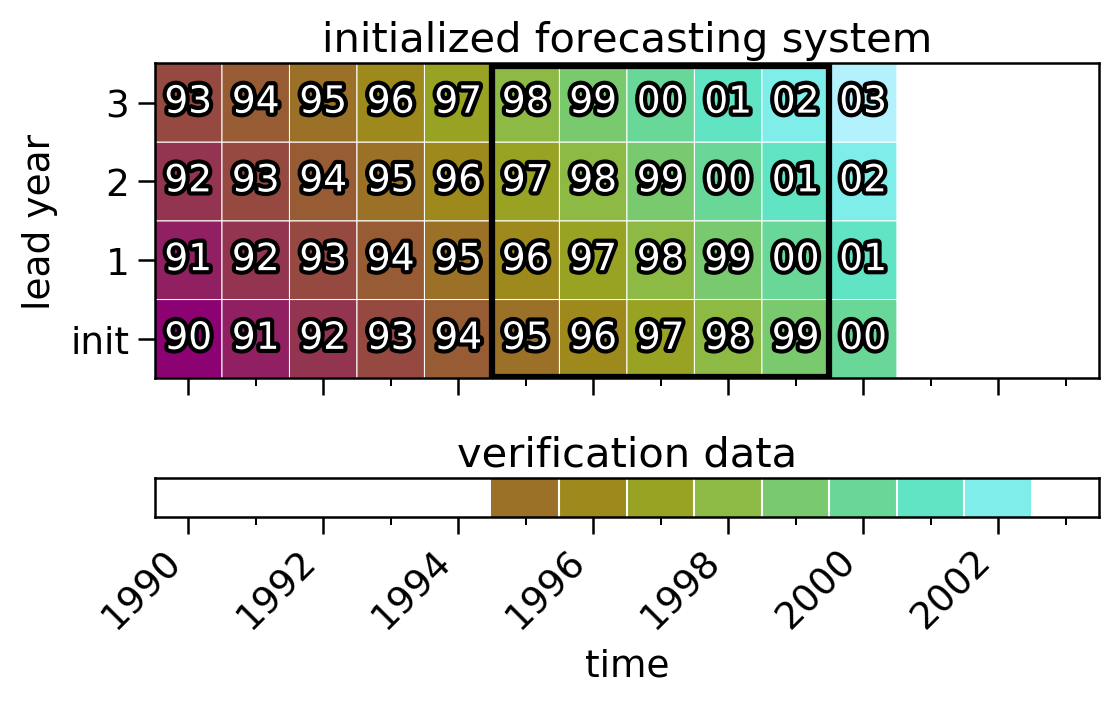 initialized forecasting system
lead year
3 93 94 95 96 97 98 99 00 01 02 03
2 92 93 94 95 96 97 98 99 00 01 02
1 91 92 93 94 95 96 97 98 99 00 01
init 90 91 92 93 94 95 96 97 98 99 00
verification data
1990 1992 1994 1996 1998 2000 2002
time